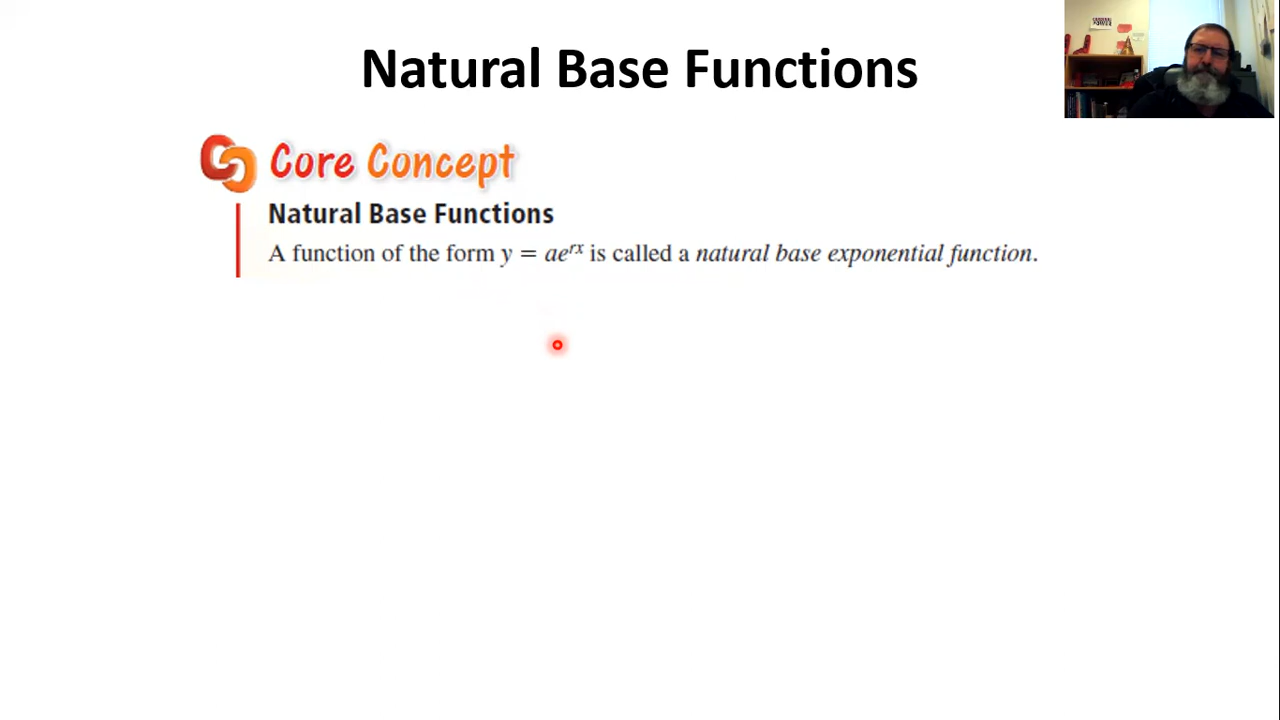 Natural Base Functions
Core Concept
Natural Base Functions
A function of the form y = ae^{rx} is called a natural base exponential function.